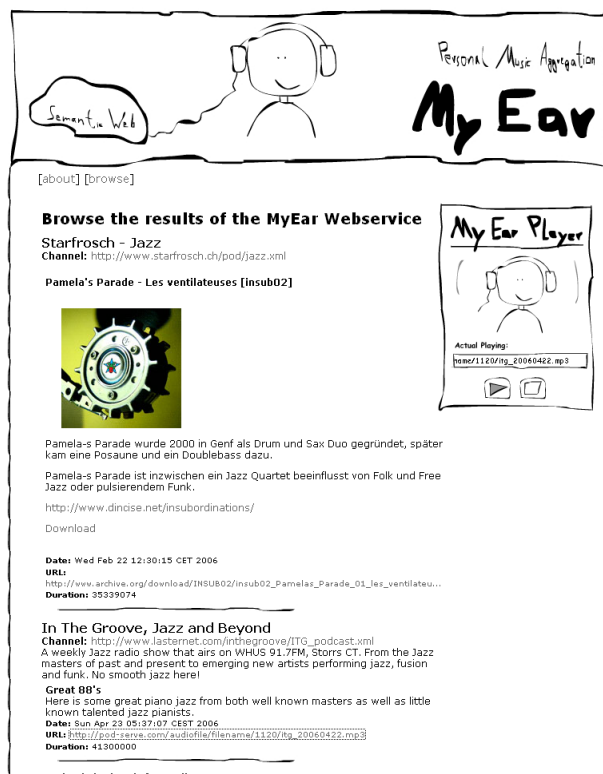 Personal Music Aggregation
My Ear
Semantic Web
[about] [browse]
Browse the results of the MyEar Webservice
Starfrosch - Jazz
Channel: http://www.starfrosch.ch/pod/jazz.xml
Pamela's Parade - Les ventilateuses [insub02]
My Ear Player
Actual Playing:
name/1120/itg_20060422.mp3
Pamela-s Parade wurde 2000 in Genf als Drum und Sax Duo gegründet, später
kam eine Posaune und ein Doublebass dazu.
Pamela-s Parade ist inzwischen ein Jazz Quartet beeinflusst von Folk und Free
Jazz oder pulsierendem Funk.
http://www.dincise.net/insubordinations/
Download
Date: Wed Feb 22 12:30:15 CET 2006
URL:
http://www.archive.org/download/INSUB02/insub02_Pamelas_Parade_01_les_ventilateu...
Duration: 35339074
In The Groove, Jazz and Beyond
Channel: http://www.lasternet.com/inthegroove/ITG_podcast.xml
A weekly Jazz radio show that airs on WHUS 91.7FM, Storrs CT. From the Jazz
masters of past and present to emerging new artists performing jazz, fusion
and funk. No smooth jazz here!
Great 88's
Here is some great piano jazz from both well known masters as well as little
known talented jazz pianists.
Date: Sun Apr 23 05:37:07 CEST 2006
URL: http://pod-serve.com/audiofile/filename/1120/itg_20060422.mp3
Duration: 41300000